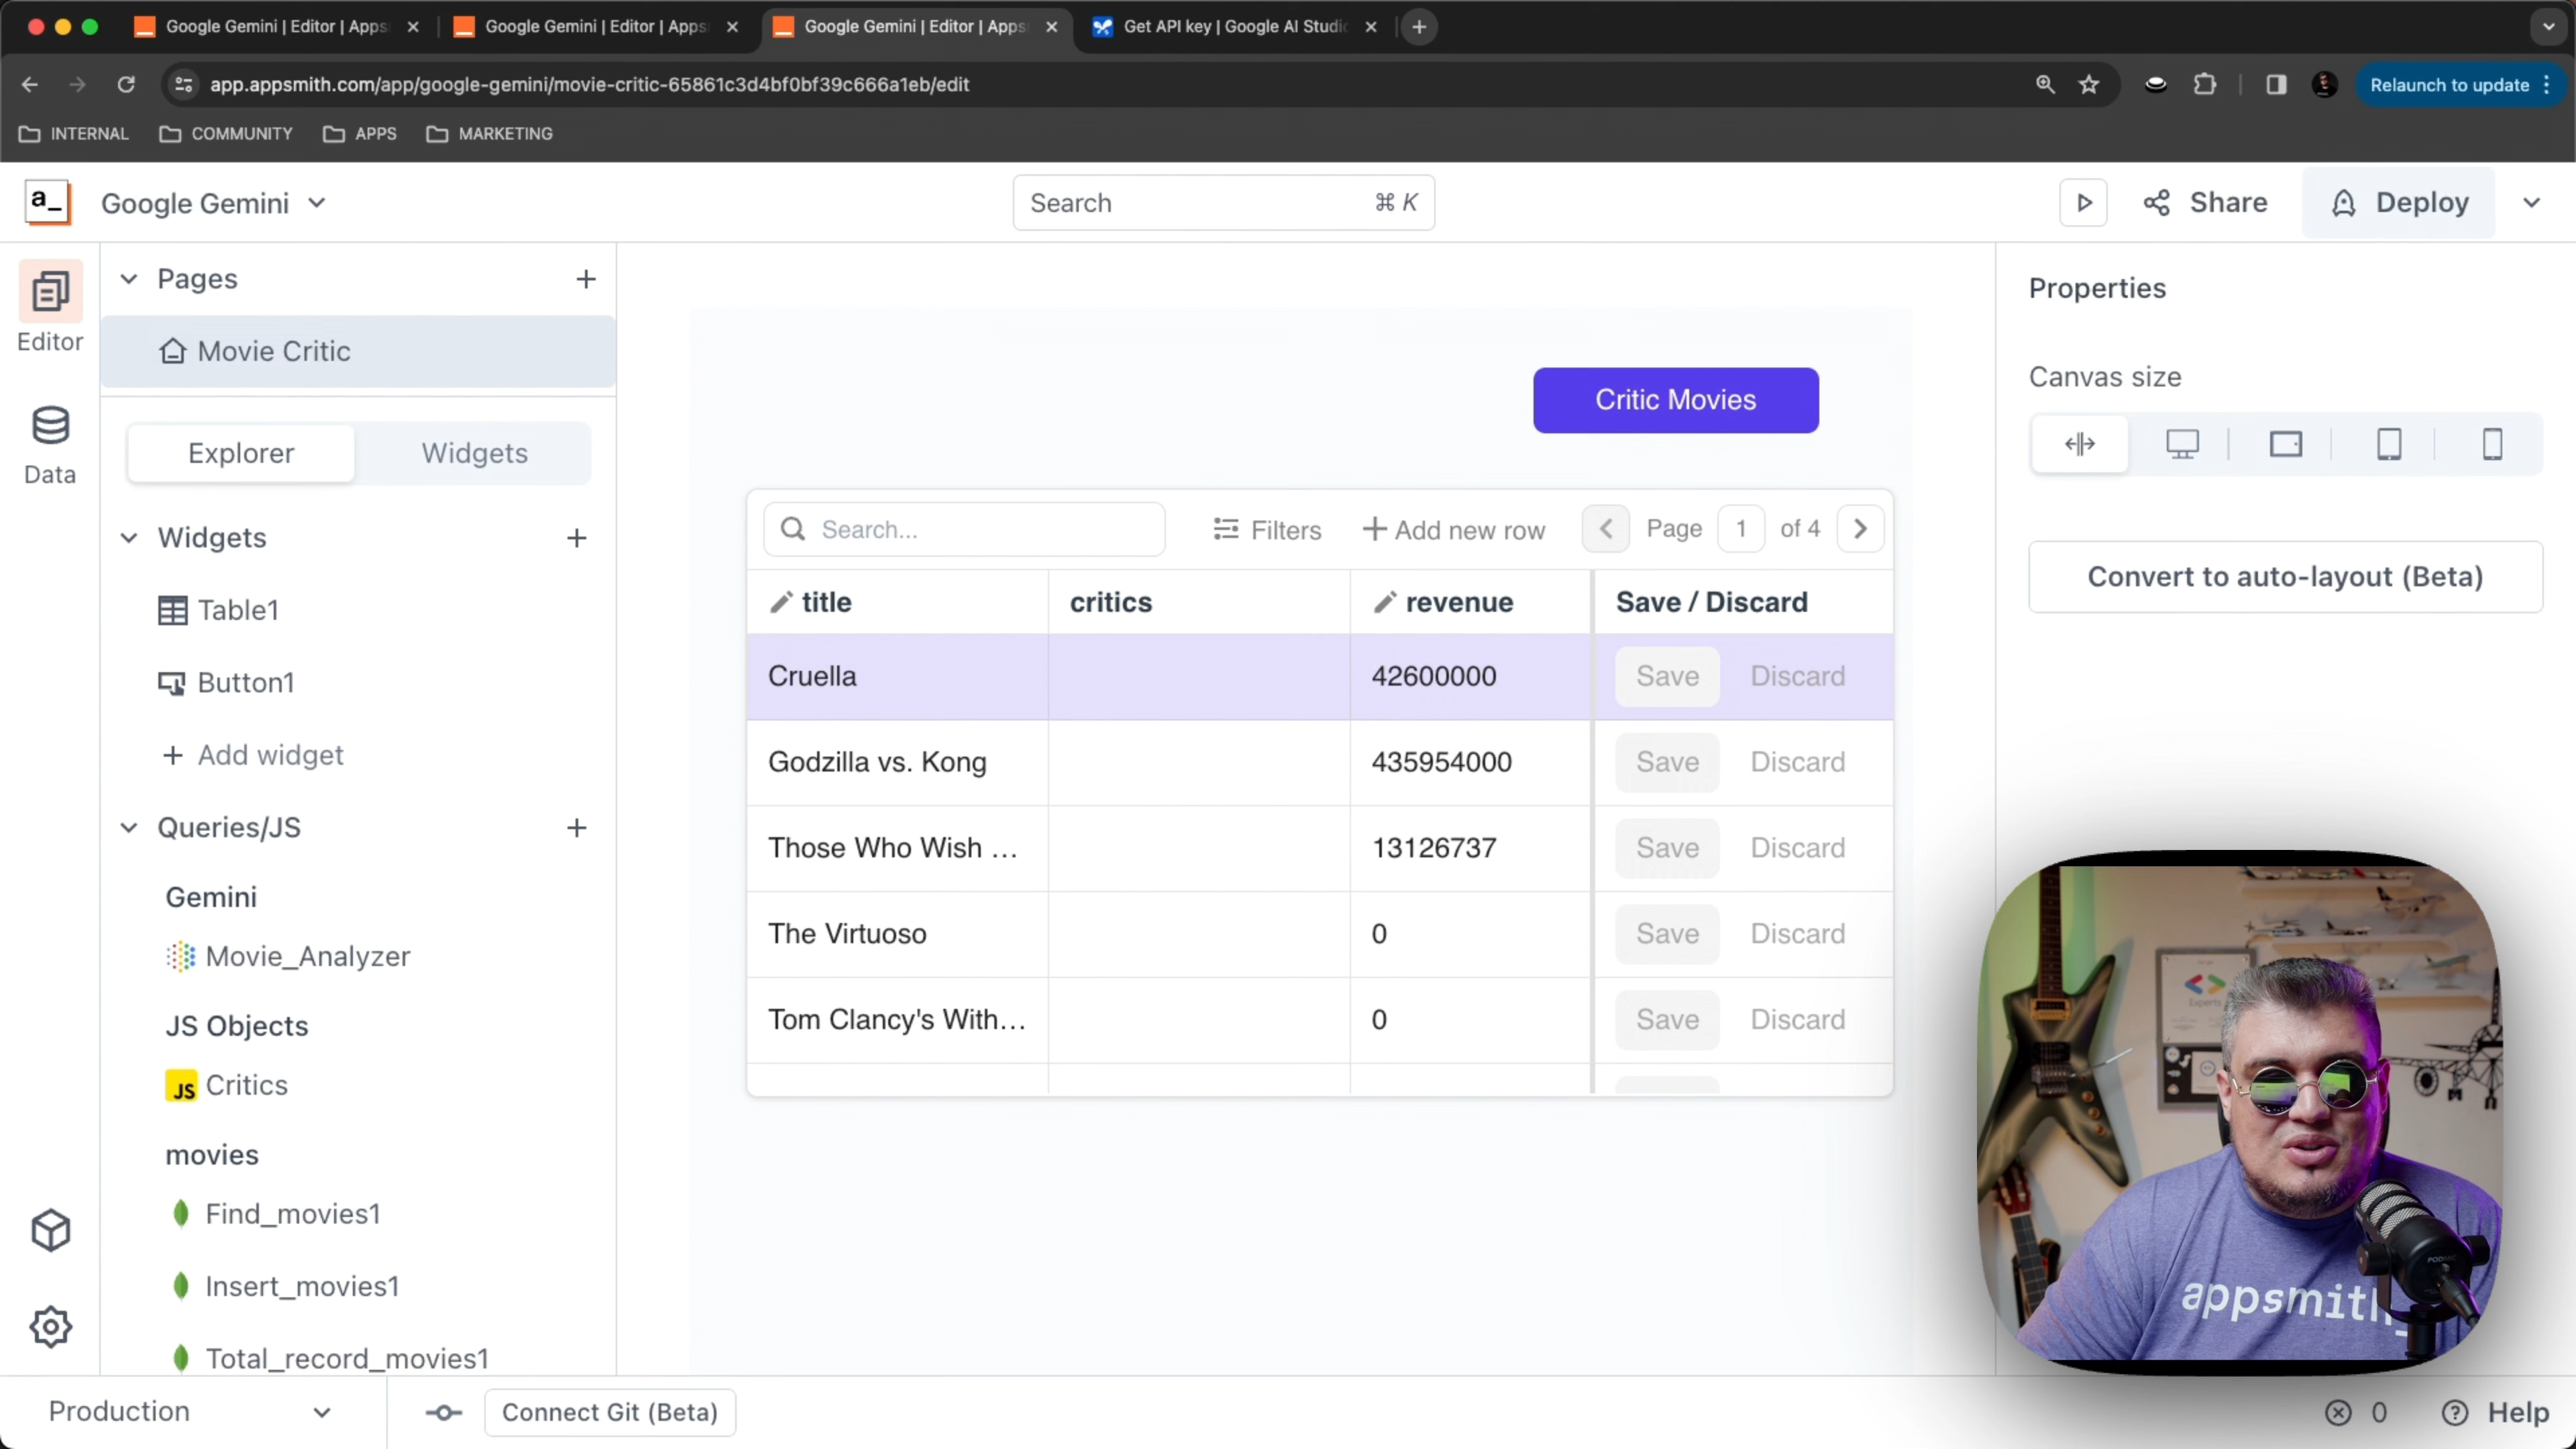 Google Gemini | Editor | Apps
Google Gemini | Editor | Apps
Google Gemini | Editor | Apps
Get API key | Google AI Studio
app.appsmith.com/app/google-gemini/movie-critic-65861c3d4bf0bf39c666a1eb/edit
Relaunch to update
INTERNAL
COMMUNITY
APPS
MARKETING
a_
Google Gemini
Search
⌘ K
Share
Deploy
Editor
Data
Pages
Movie Critic
Explorer
Widgets
Widgets
Table1
Button1
Add widget
Queries/JS
Gemini
Movie_Analyzer
JS Objects
JS Critics
movies
Find_movies1
Insert_movies1
Total_record_movies1
Critic Movies
Search...
Filters
Add new row
Page 1 of 4
title critics revenue Save / Discard
Cruella 42600000 Save Discard
Godzilla vs. Kong 435954000 Save Discard
Those Who Wish ... 13126737 Save Discard
The Virtuoso 0 Save Discard
Tom Clancy's With... 0 Save Discard
Properties
Canvas size
Convert to auto-layout (Beta)
Experts
appsmith_
Production
Connect Git (Beta)
0
Help